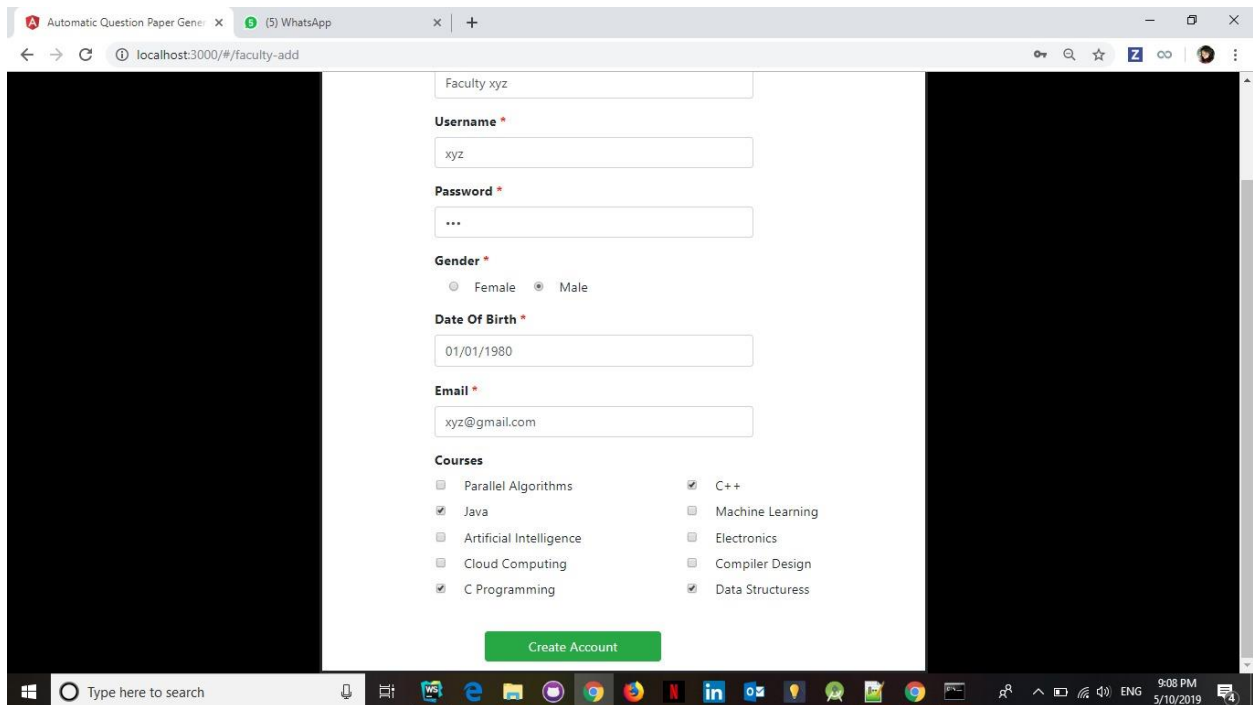 Automatic Question Paper Gener
(5) WhatsApp
localhost:3000/#/faculty-add
Faculty xyz
Username *
xyz
Password *
•••
Gender *
Female Male
Date Of Birth *
01/01/1980
Email *
xyz@gmail.com
Courses
Parallel Algorithms C++
Java Machine Learning
Artificial Intelligence Electronics
Cloud Computing Compiler Design
C Programming Data Structuress
Create Account
Type here to search
WS
N
in
ENG
9:08 PM
5/10/2019
4